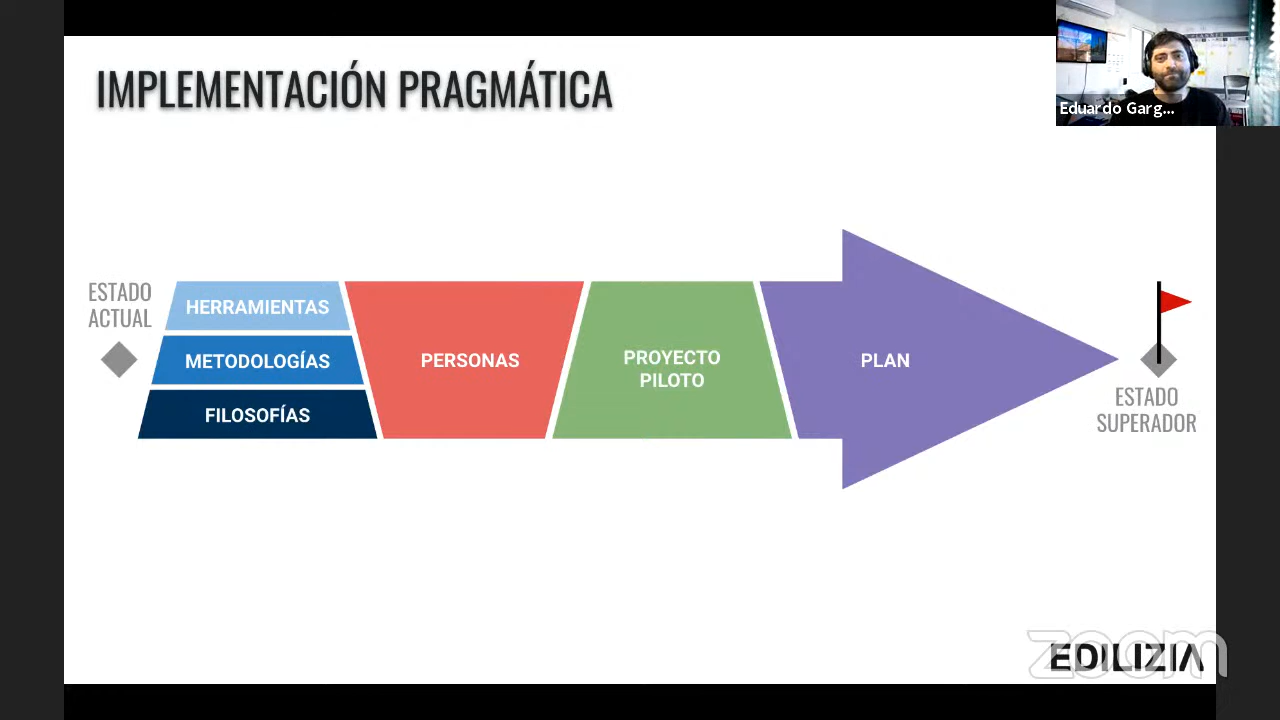 IMPLEMENTACIÓN PRAGMÁTICA
Eduardo Garg...
ESTADO
ACTUAL
HERRAMIENTAS
METODOLOGÍAS
FILOSOFÍAS
PERSONAS
PROYECTO
PILOTO
PLAN
ESTADO
SUPERADOR
zoom
EDILIZIA